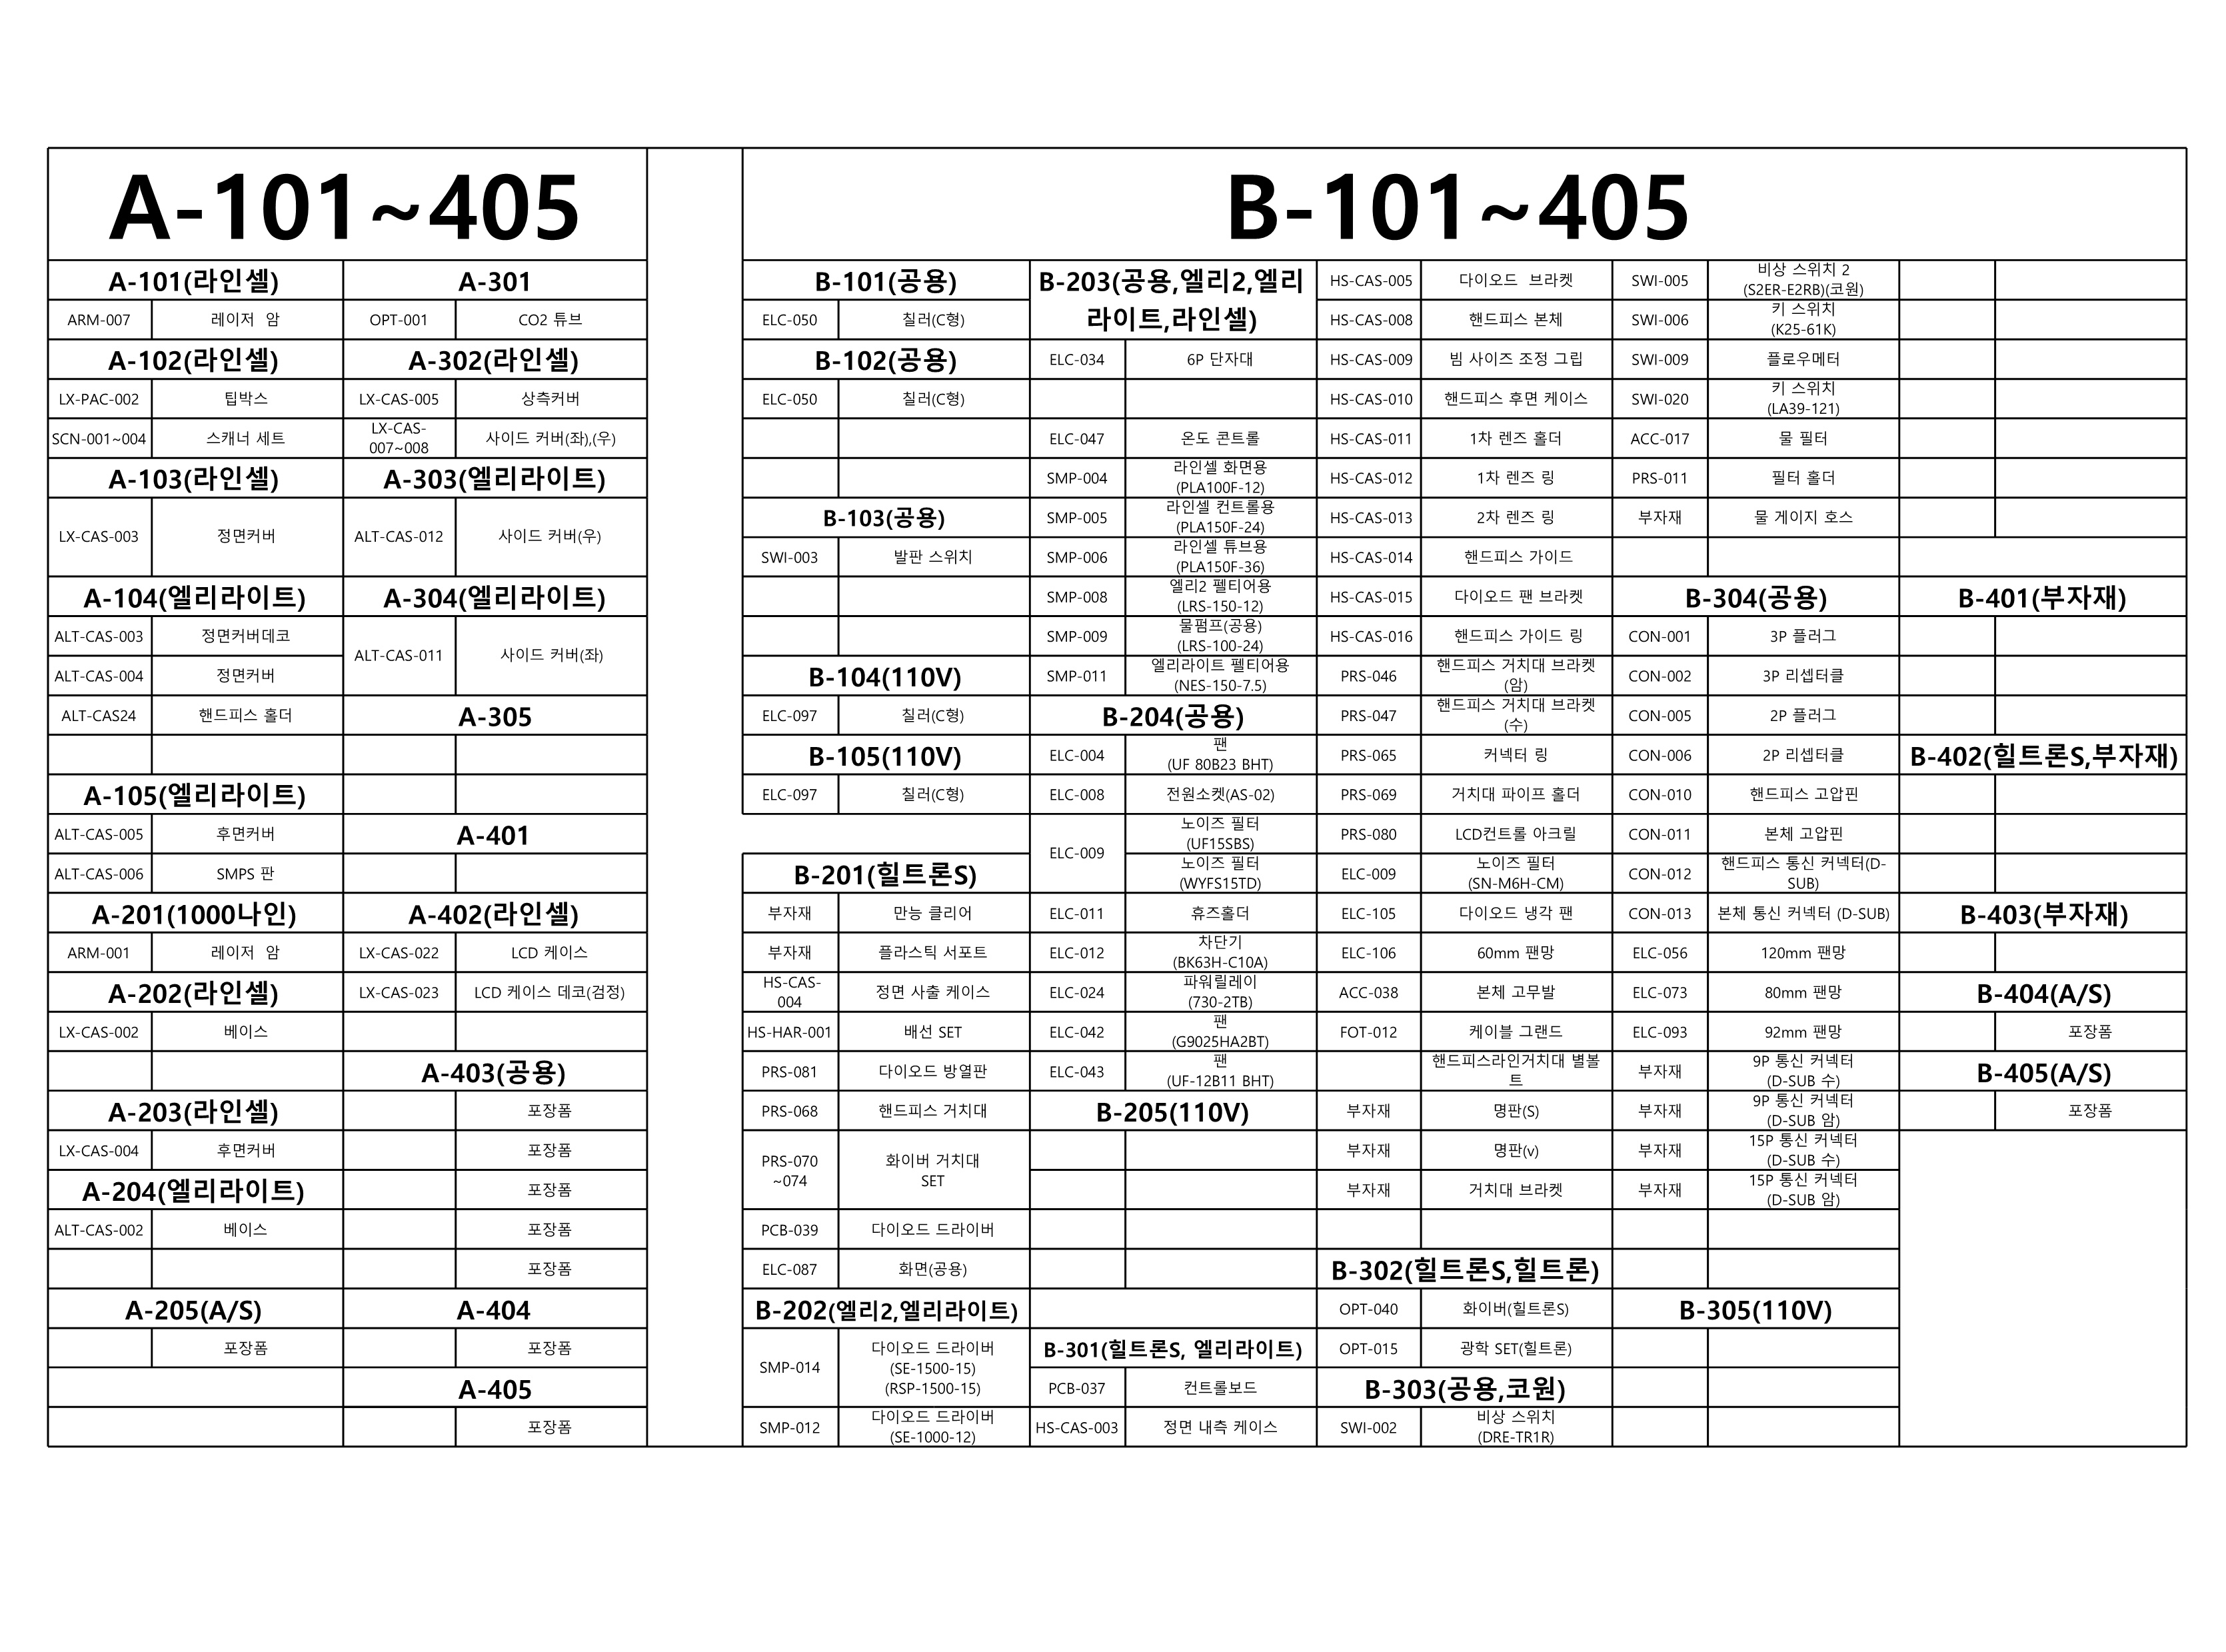 A-101~405
A-101(라인셀)
ARM-007 레이저 암
A-102(라인셀)
LX-PAC-002 팁박스
SCN-001~004 스캐너 세트
A-103(라인셀)
LX-CAS-003 정면커버
A-104(엘리라이트)
ALT-CAS-003 정면커버데코
ALT-CAS-004 정면커버
ALT-CAS24 핸드피스 홀더
A-105(엘리라이트)
ALT-CAS-005 후면커버
ALT-CAS-006 SMPS 판
A-201(1000나인)
ARM-001 레이저 암
A-202(라인셀)
LX-CAS-002 베이스
A-203(라인셀)
LX-CAS-004 후면커버
A-204(엘리라이트)
ALT-CAS-002 베이스
A-205(A/S)
포장폼
A-301
OPT-001 CO2 튜브
A-302(라인셀)
LX-CAS-005 상측커버
LX-CAS-
007~008 사이드 커버(좌),(우)
A-303(엘리라이트)
ALT-CAS-012 사이드 커버(우)
A-304(엘리라이트)
ALT-CAS-011 사이드 커버(좌)
A-305
A-401
A-402(라인셀)
LX-CAS-022 LCD 케이스
LX-CAS-023 LCD 케이스 데코(검정)
A-403(공용)
포장폼
포장폼
포장폼
포장폼
포장폼
A-404
포장폼
A-405
포장폼
B-101~405
B-101(공용)
ELC-050 칠러(C형)
B-102(공용)
ELC-050 칠러(C형)
B-103(공용)
SWI-003 발판 스위치
B-104(110V)
ELC-097 칠러(C형)
B-105(110V)
ELC-097 칠러(C형)
B-201(힐트론S)
부자재 만능 클리어
부자재 플라스틱 서포트
HS-CAS-
004 정면 사출 케이스
HS-HAR-001 배선 SET
PRS-081 다이오드 방열판
PRS-068 핸드피스 거치대
PRS-070
~074
화이버 거치대
SET
PCB-039 다이오드 드라이버
ELC-087 화면(공용)
B-202(엘리2,엘리라이트)
SMP-014 다이오드 드라이버
(SE-1500-15)
(RSP-1500-15)
SMP-012 다이오드 드라이버
(SE-1000-12)
B-203(공용,엘리2,엘리
라이트,라인셀)
ELC-034 6P 단자대
ELC-047 온도 콘트롤
SMP-004 라인셀 화면용
(PLA100F-12)
SMP-005 라인셀 컨트롤용
(PLA150F-24)
SMP-006 라인셀 튜브용
(PLA150F-36)
SMP-008 엘리2 펠티어용
(LRS-150-12)
SMP-009 물펌프(공용)
(LRS-100-24)
SMP-011 엘리라이트 펠티어용
(NES-150-7.5)
B-204(공용)
ELC-004 팬
(UF 80B23 BHT)
ELC-008 전원소켓(AS-02)
ELC-009 노이즈 필터
(UF15SBS)
노이즈 필터
(WYFS15TD)
ELC-011 휴즈홀더
ELC-012 차단기
(BK63H-C10A)
ELC-024 파워릴레이
(730-2TB)
ELC-042 팬
(G9025HA2BT)
ELC-043 팬
(UF-12B11 BHT)
B-205(110V)
B-301(힐트론S, 엘리라이트)
PCB-037 컨트롤보드
HS-CAS-003 정면 내측 케이스
HS-CAS-005 다이오드 브라켓
HS-CAS-008 핸드피스 본체
HS-CAS-009 빔 사이즈 조정 그립
HS-CAS-010 핸드피스 후면 케이스
HS-CAS-011 1차 렌즈 홀더
HS-CAS-012 1차 렌즈 링
HS-CAS-013 2차 렌즈 링
HS-CAS-014 핸드피스 가이드
HS-CAS-015 다이오드 팬 브라켓
HS-CAS-016 핸드피스 가이드 링
PRS-046 핸드피스 거치대 브라켓
(암)
PRS-047 핸드피스 거치대 브라켓
(수)
PRS-065 커넥터 링
PRS-069 거치대 파이프 홀더
PRS-080 LCD컨트롤 아크릴
ELC-009 노이즈 필터
(SN-M6H-CM)
ELC-105 다이오드 냉각 팬
ELC-106 60mm 팬망
ACC-038 본체 고무발
FOT-012 케이블 그랜드
핸드피스라인거치대 별볼
트
부자재 명판(S)
부자재 명판(v)
부자재 거치대 브라켓
B-302(힐트론S,힐트론)
OPT-040 화이버(힐트론S)
OPT-015 광학 SET(힐트론)
B-303(공용,코원)
SWI-002 비상 스위치
(DRE-TR1R)
SWI-005 비상 스위치 2
(S2ER-E2RB)(코원)
SWI-006 키 스위치
(K25-61K)
SWI-009 플로우메터
SWI-020 키 스위치
(LA39-121)
ACC-017 물 필터
PRS-011 필터 홀더
부자재 물 게이지 호스
B-304(공용)
CON-001 3P 플러그
CON-002 3P 리셉터클
CON-005 2P 플러그
CON-006 2P 리셉터클
CON-010 핸드피스 고압핀
CON-011 본체 고압핀
CON-012 핸드피스 통신 커넥터(D-
SUB)
CON-013 본체 통신 커넥터 (D-SUB)
ELC-056 120mm 팬망
ELC-073 80mm 팬망
ELC-093 92mm 팬망
부자재 9P 통신 커넥터
(D-SUB 수)
부자재 9P 통신 커넥터
(D-SUB 암)
부자재 15P 통신 커넥터
(D-SUB 수)
부자재 15P 통신 커넥터
(D-SUB 암)
B-305(110V)
B-401(부자재)
B-402(힐트론S,부자재)
B-403(부자재)
B-404(A/S)
포장폼
B-405(A/S)
포장폼